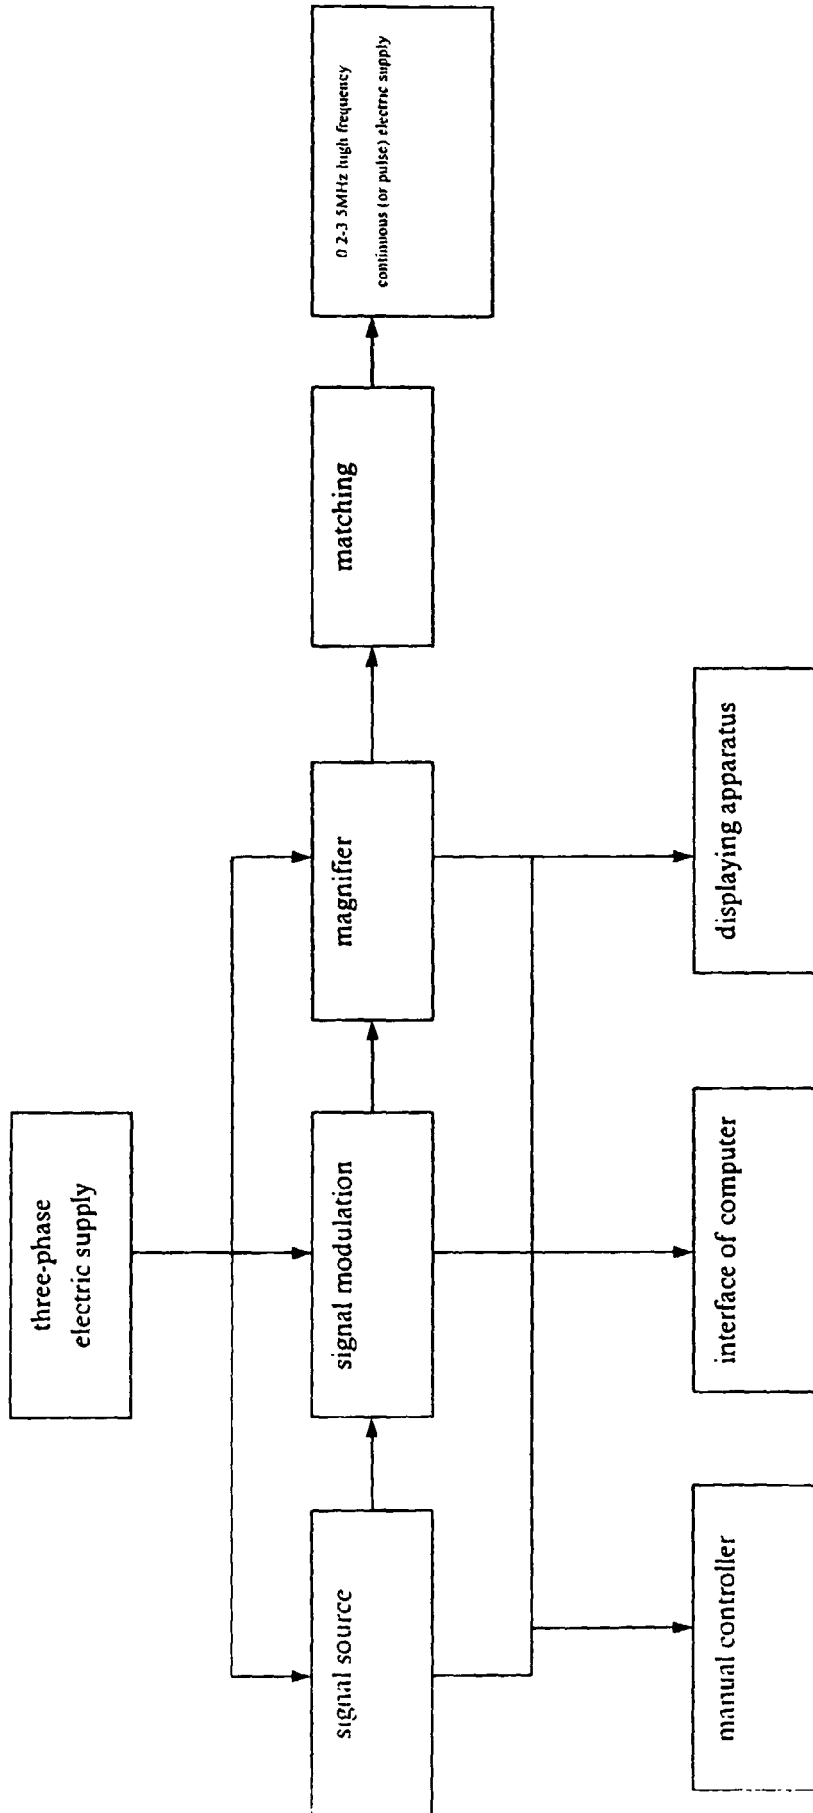 three-phase
electric supply
signal source
signal modulation
magnifier
matching
0 2-3 5MHz high frequency
continuous (or pulse) electric supply
manual controller
interface of computer
displaying apparatus